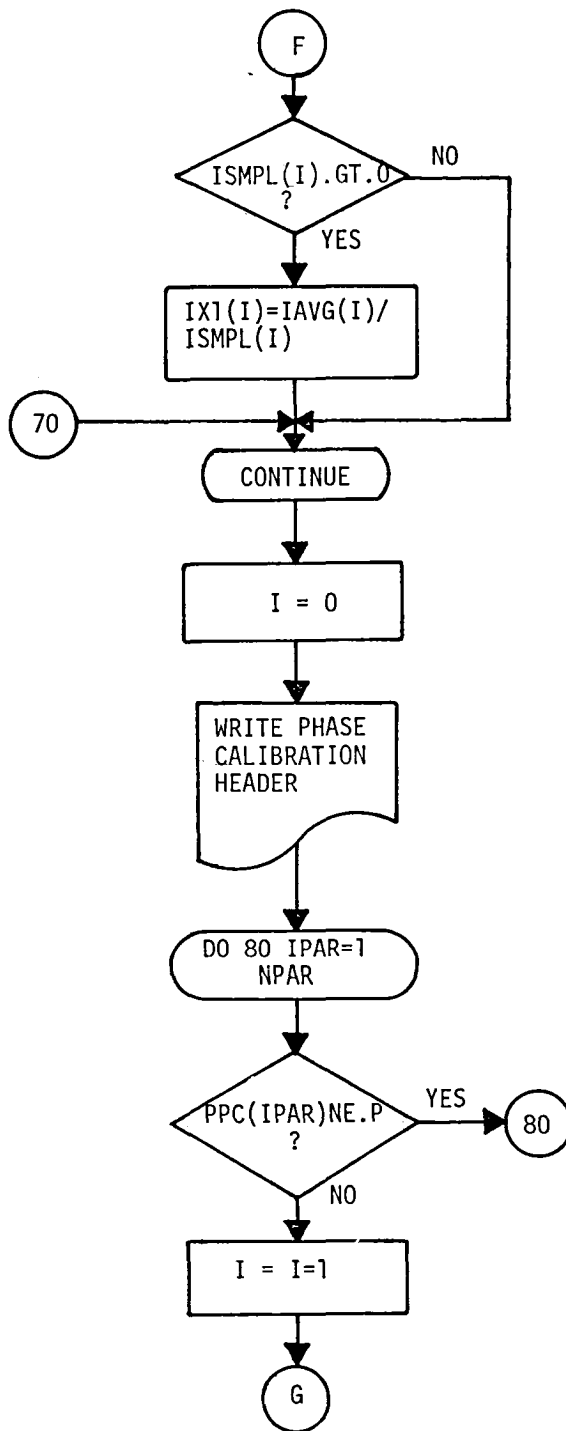 F
ISMPL(I).GT.0
?
NO
YES
IX1(I)=IAVG(I)/
ISMPL(I)
70
CONTINUE
I = 0
WRITE PHASE
CALIBRATION
HEADER
DO 80 IPAR=1
NPAR
PPC(IPAR)NE.P
?
YES
80
NO
I = I=1
G